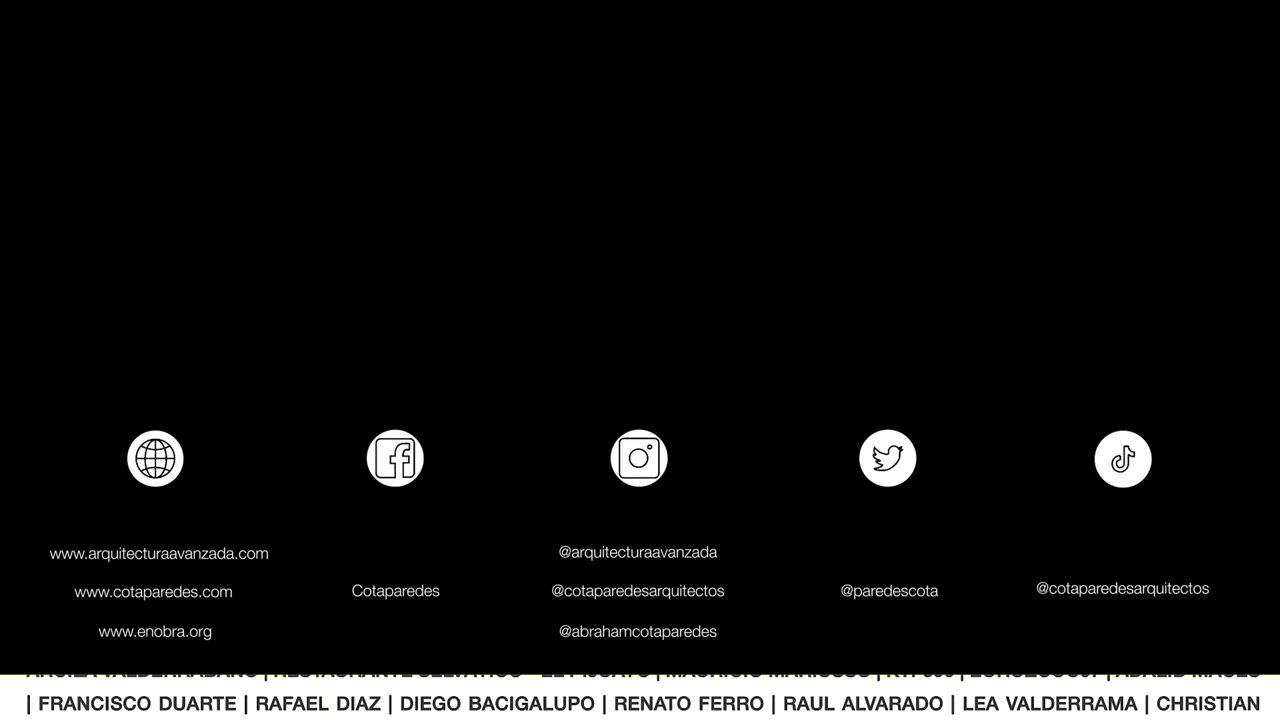 www.arquitecturaavanzada.com
www.cotaparedes.com
www.enobra.org
Cotaparedes
@arquitecturaavanzada
@cotaparedesarquitectos
@abrahamcotaparedes
@paredescota
@cotaparedesarquitectos
| FRANCISCO DUARTE | RAFAEL DIAZ | DIEGO BACIGALUPO | RENATO FERRO | RAUL ALVARADO | LEA VALDERRAMA | CHRISTIAN